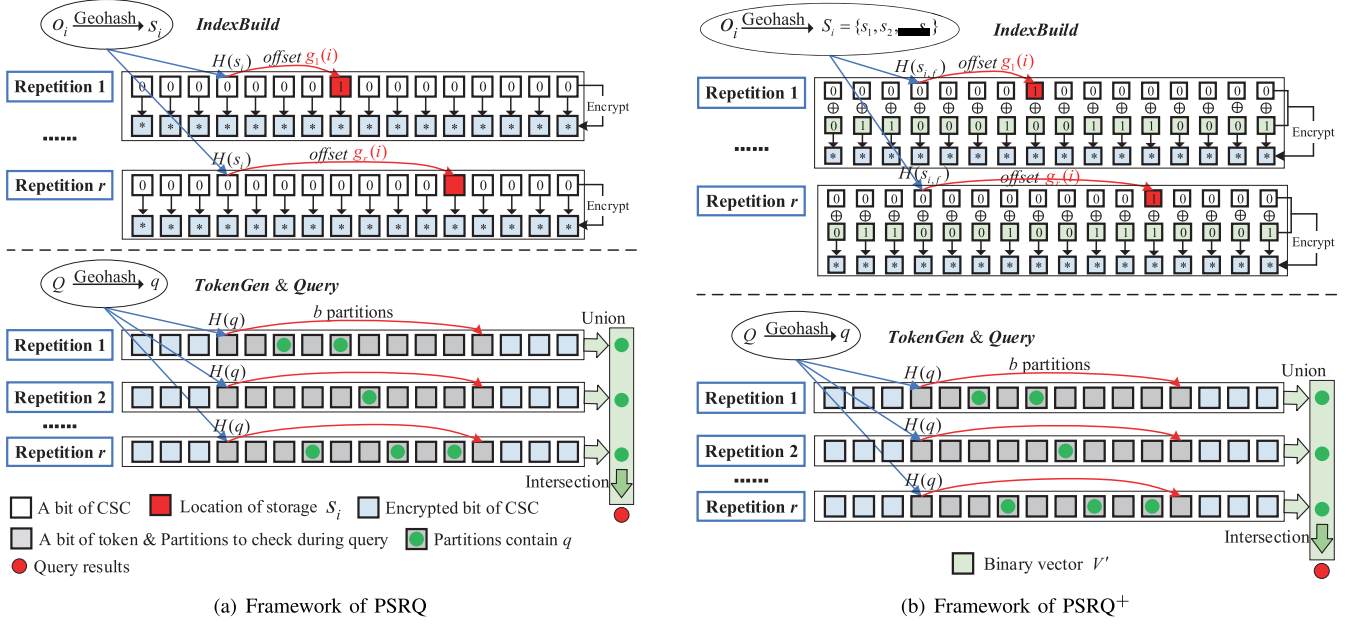 O_i Geohash s_i
IndexBuild
H(s_i) offset g_1(i)
Repetition 1
0 0 0 0 0 0 0 1 0 0 0 0 0 0 0 0
Encrypt
* * * * * * * * * * * * * * * *
......
H(s_i) offset g_r(i)
Repetition r
0 0 0 0 0 0 0 0 0 0 0 0 0 0 0
Encrypt
* * * * * * * * * * * * * * * *
Q Geohash q
TokenGen & Query
H(q) b partitions
Union
Repetition 1
H(q)
Repetition 2
......
H(q)
Repetition r
Intersection
A bit of CSC
Location of storage S_i
Encrypted bit of CSC
A bit of token & Partitions to check during query
Partitions contain q
Query results
(a) Framework of PSRQ
O_i Geohash S_i = {s_1, s_2, }
IndexBuild
H(s_{i,f}) offset g_1(i)
Repetition 1
0 0 0 0 0 0 0 1 0 0 0 0 0 0 0 0
⊕ ⊕ ⊕ ⊕ ⊕ ⊕ ⊕ ⊕ ⊕ ⊕ ⊕ ⊕ ⊕ ⊕ ⊕ ⊕
0 1 1 0 1 0 0 0 0 1 1 1 0 0 0 1
Encrypt
* * * * * * * * * * * * * * * *
......
H(s_{i,f}) offset g_r(i)
Repetition r
0 0 0 0 0 0 0 0 0 0 0 1 0 0 0 0
⊕ ⊕ ⊕ ⊕ ⊕ ⊕ ⊕ ⊕ ⊕ ⊕ ⊕ ⊕ ⊕ ⊕ ⊕ ⊕
0 1 1 0 1 0 0 0 0 1 1 1 0 0 0 1
Encrypt
* * * * * * * * * * * * * * * *
Q Geohash q
TokenGen & Query
H(q) b partitions
Union
Repetition 1
H(q)
Repetition 2
......
H(q)
Repetition r
Intersection
Binary vector V′
(b) Framework of PSRQ+